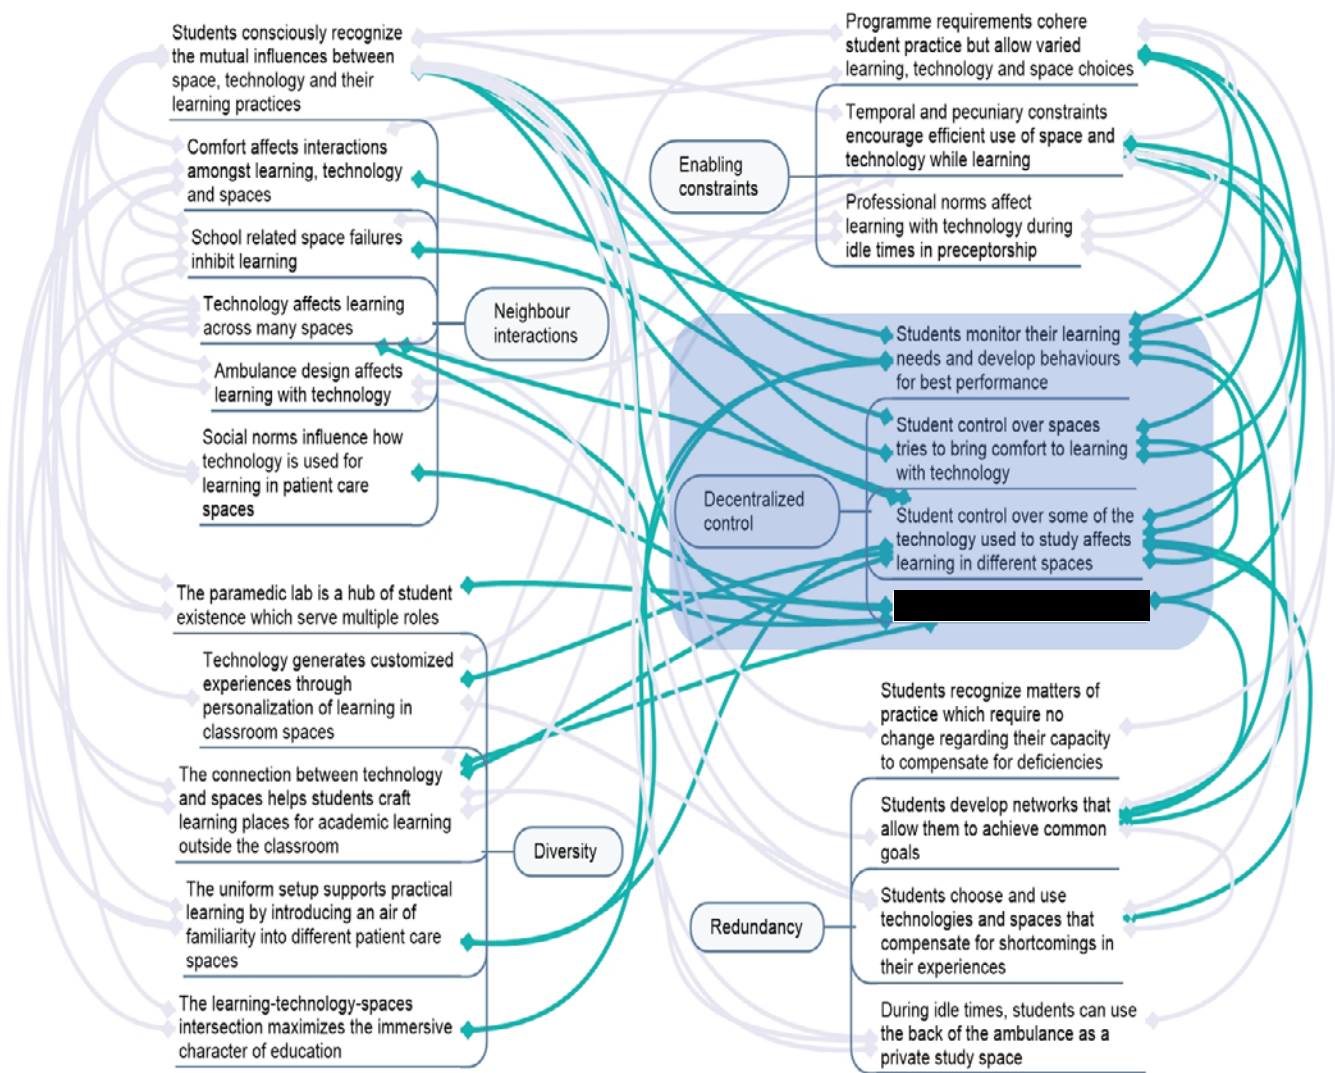 Students consciously recognize
the mutual influences between
space, technology and their
learning practices
Comfort affects interactions
amongst learning, technology
and spaces
School related space failures
inhibit learning
Technology affects learning
across many spaces
Ambulance design affects
learning with technology
Social norms influence how
technology is used for
learning in patient care
spaces
Neighbour
interactions
Programme requirements cohere
student practice but allow varied
learning, technology and space choices
Temporal and pecuniary constraints
encourage efficient use of space and
technology while learning
Professional norms affect
learning with technology during
idle times in preceptorship
Enabling
constraints
Students monitor their learning
needs and develop behaviours
for best performance
Student control over spaces
tries to bring comfort to learning
with technology
Student control over some of the
technology used to study affects
learning in different spaces
Decentralized
control
The paramedic lab is a hub of student
existence which serve multiple roles
Technology generates customized
experiences through
personalization of learning in
classroom spaces
The connection between technology
and spaces helps students craft
learning places for academic learning
outside the classroom
The uniform setup supports practical
learning by introducing an air of
familiarity into different patient care
spaces
The learning-technology-spaces
intersection maximizes the immersive
character of education
Diversity
Students recognize matters of
practice which require no
change regarding their capacity
to compensate for deficiencies
Students develop networks that
allow them to achieve common
goals
Students choose and use
technologies and spaces that
compensate for shortcomings in
their experiences
During idle times, students can use
the back of the ambulance as a
private study space
Redundancy